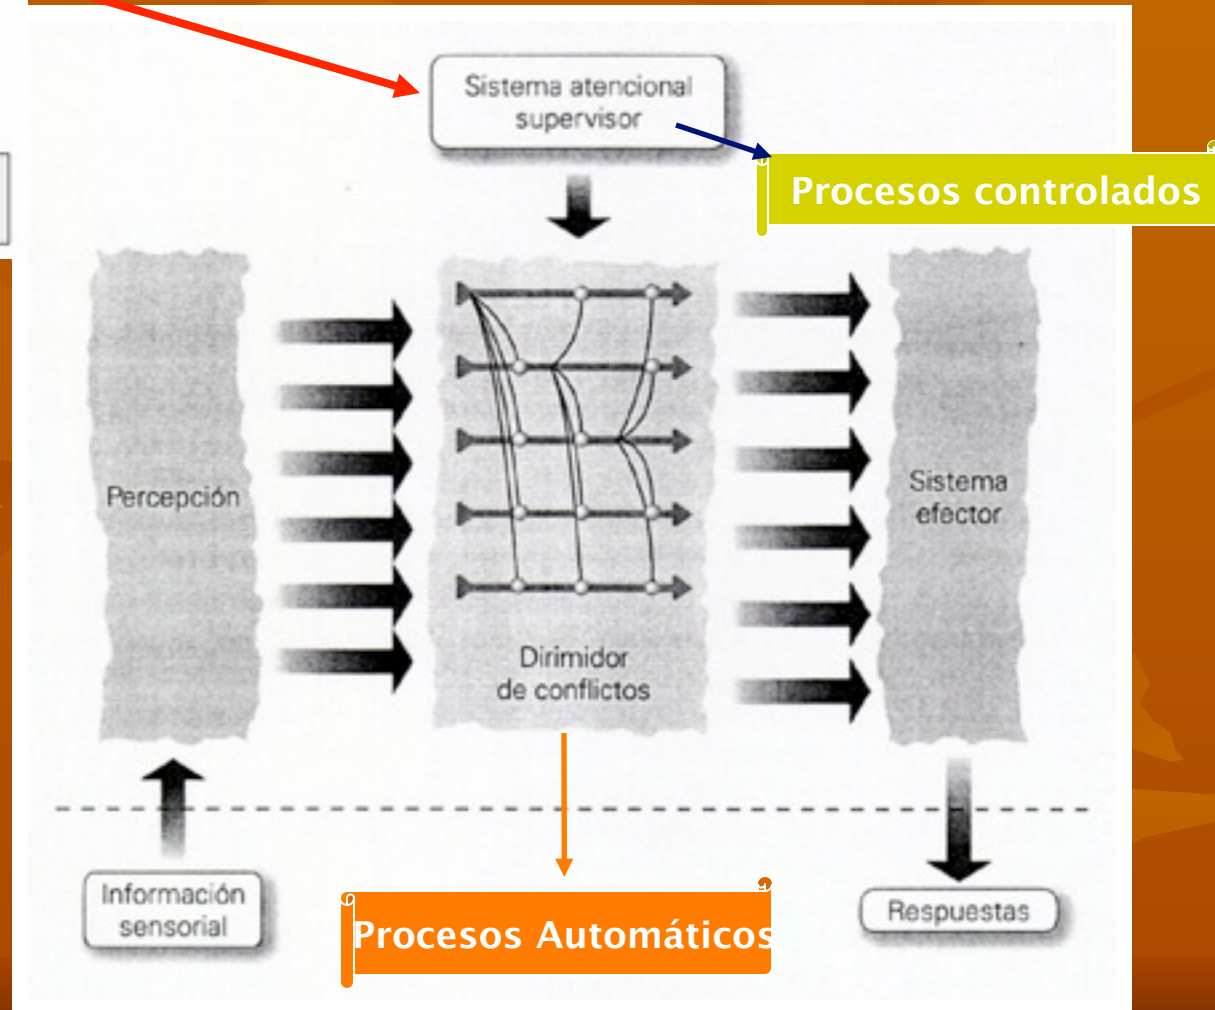 Sistema atencional
supervisor
Procesos controlados
Percepción
Sistema
efector
Dirimidor
de conflictos
Información
sensorial
Procesos Automáticos
Respuestas